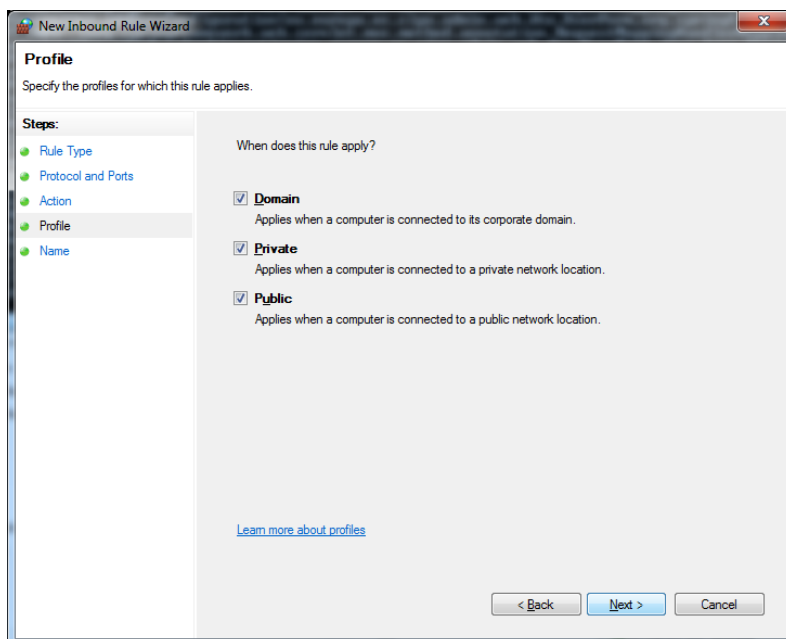 New Inbound Rule Wizard
Profile
Specify the profiles for which this rule applies.
Steps:
Rule Type
Protocol and Ports
Action
Profile
Name
When does this rule apply?
Domain
Applies when a computer is connected to its corporate domain.
Private
Applies when a computer is connected to a private network location.
Public
Applies when a computer is connected to a public network location.
Learn more about profiles
< Back
Next >
Cancel